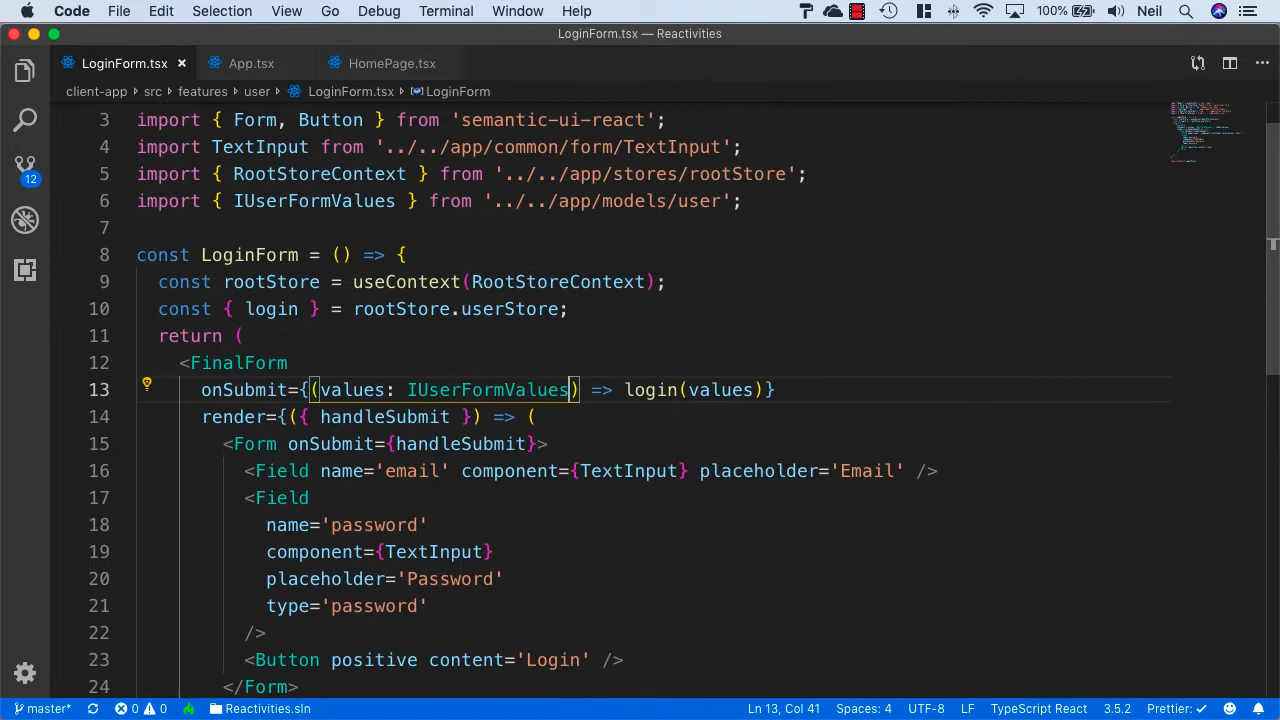 Code File Edit Selection View Go Debug Terminal Window Help 100% Neil
LoginForm.tsx — Reactivities
LoginForm.tsx App.tsx HomePage.tsx
client-app › src › features › user › LoginForm.tsx › LoginForm
3 import { Form, Button } from 'semantic-ui-react';
4 import TextInput from '../../app/common/form/TextInput';
5 import { RootStoreContext } from '../../app/stores/rootStore';
6 import { IUserFormValues } from '../../app/models/user';
7
8 const LoginForm = () => {
9 const rootStore = useContext(RootStoreContext);
10 const { login } = rootStore.userStore;
11 return (
12 <FinalForm
13 onSubmit={(values: IUserFormValues) => login(values)}
14 render={({ handleSubmit }) => (
15 <Form onSubmit={handleSubmit}>
16 <Field name='email' component={TextInput} placeholder='Email' />
17 <Field
18 name='password'
19 component={TextInput}
20 placeholder='Password'
21 type='password'
22 />
23 <Button positive content='Login' />
24 </Form>
12
master* 0 0 Reactivities.sln Ln 13, Col 41 Spaces: 4 UTF-8 LF TypeScript React 3.5.2 Prettier: ✓